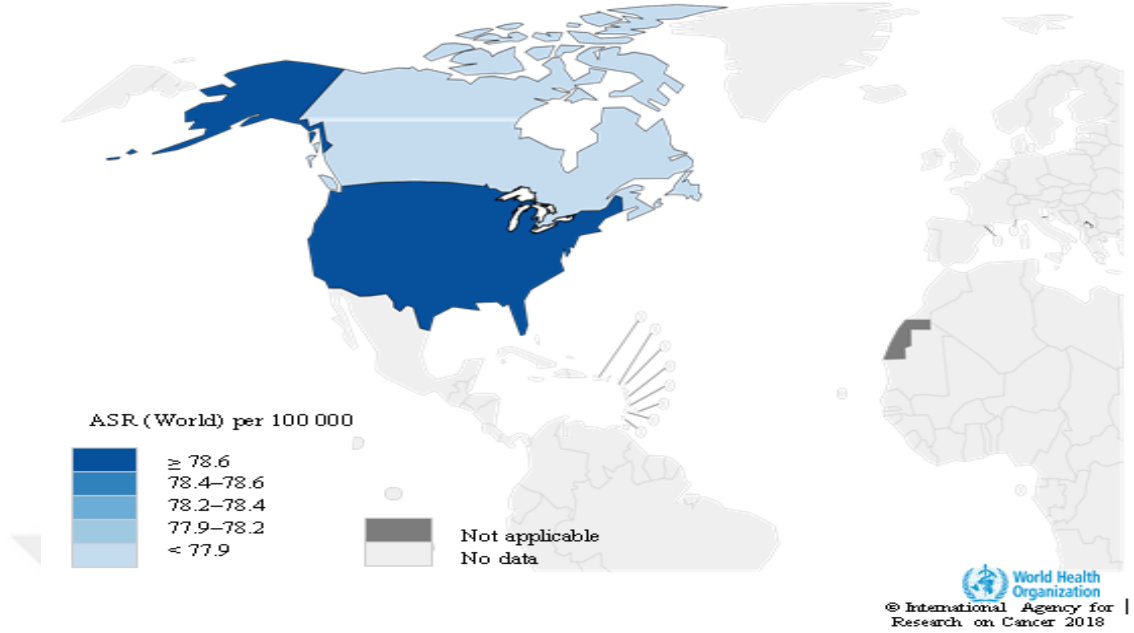 ASR (World) per 100 000
≥ 78.6
78.4–78.6
78.2–78.4
77.9–78.2
< 77.9
Not applicable
No data
World Health
Organization
© International Agency for
Research on Cancer 2018